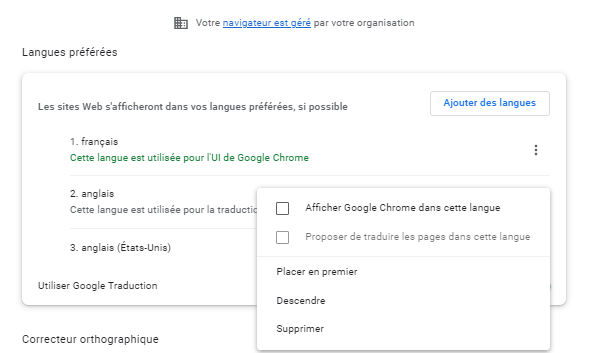 Votre navigateur est géré par votre organisation
Langues préférées
Les sites Web s'afficheront dans vos langues préférées, si possible
Ajouter des langues
1. français
Cette langue est utilisée pour l'UI de Google Chrome
2. anglais
Cette langue est utilisée pour la
Afficher Google Chrome dans cette langue
Proposer de traduire les pages dans cette langue
3. anglais (États-Unis)
Placer en premier
Utiliser Google Traduction
Descendre
Supprimer
Correcteur orthographique